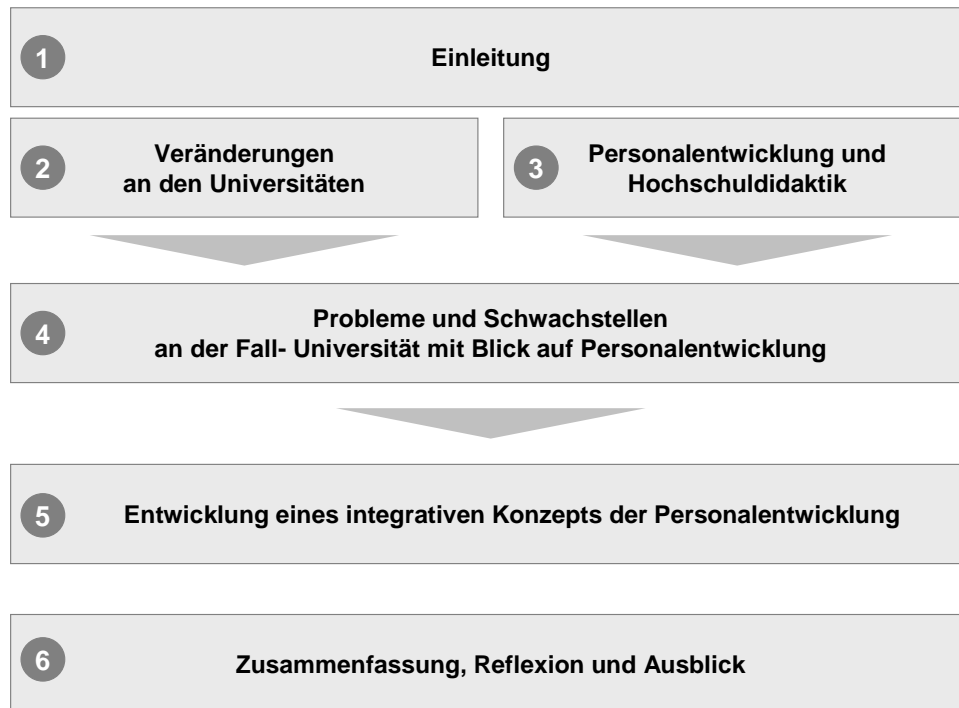 1
Einleitung
2
Veränderungen
an den Universitäten
3
Personalentwicklung und
Hochschuldidaktik
4
Probleme und Schwachstellen
an der Fall- Universität mit Blick auf Personalentwicklung
5
Entwicklung eines integrativen Konzepts der Personalentwicklung
6
Zusammenfassung, Reflexion und Ausblick